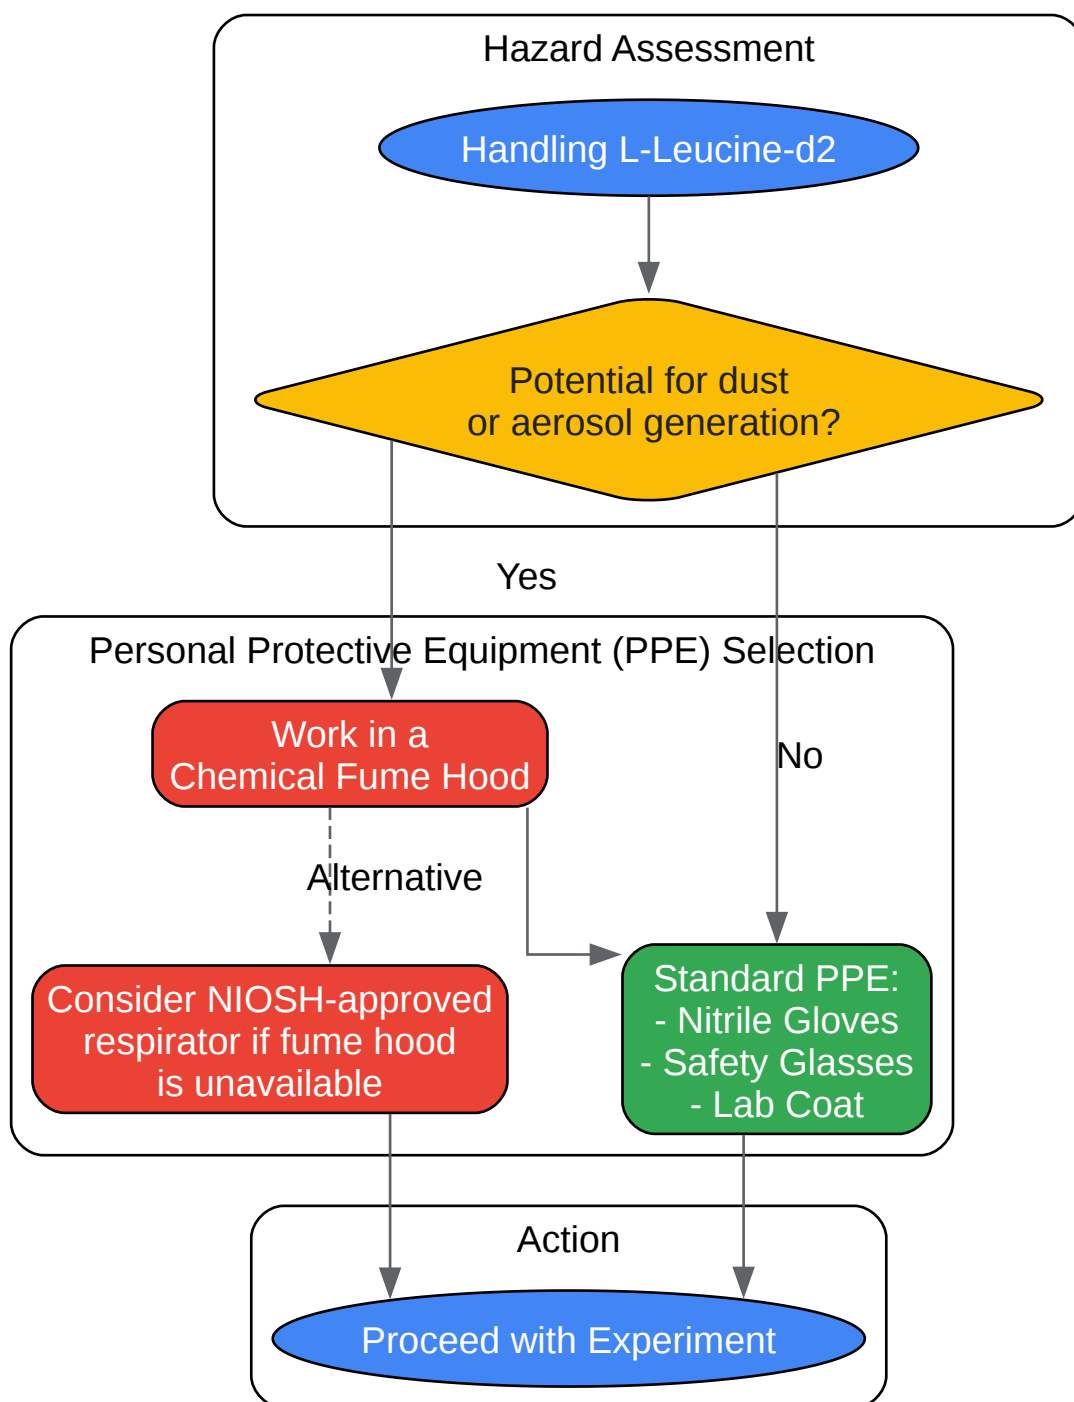 Hazard Assessment
Handling L-Leucine-d2
Potential for dust
or aerosol generation?
Yes
Personal Protective Equipment (PPE) Selection
Work in a
Chemical Fume Hood
No
Alternative
Consider NIOSH-approved
respirator if fume hood
is unavailable
Standard PPE:
- Nitrile Gloves
- Safety Glasses
- Lab Coat
Action
Proceed with Experiment